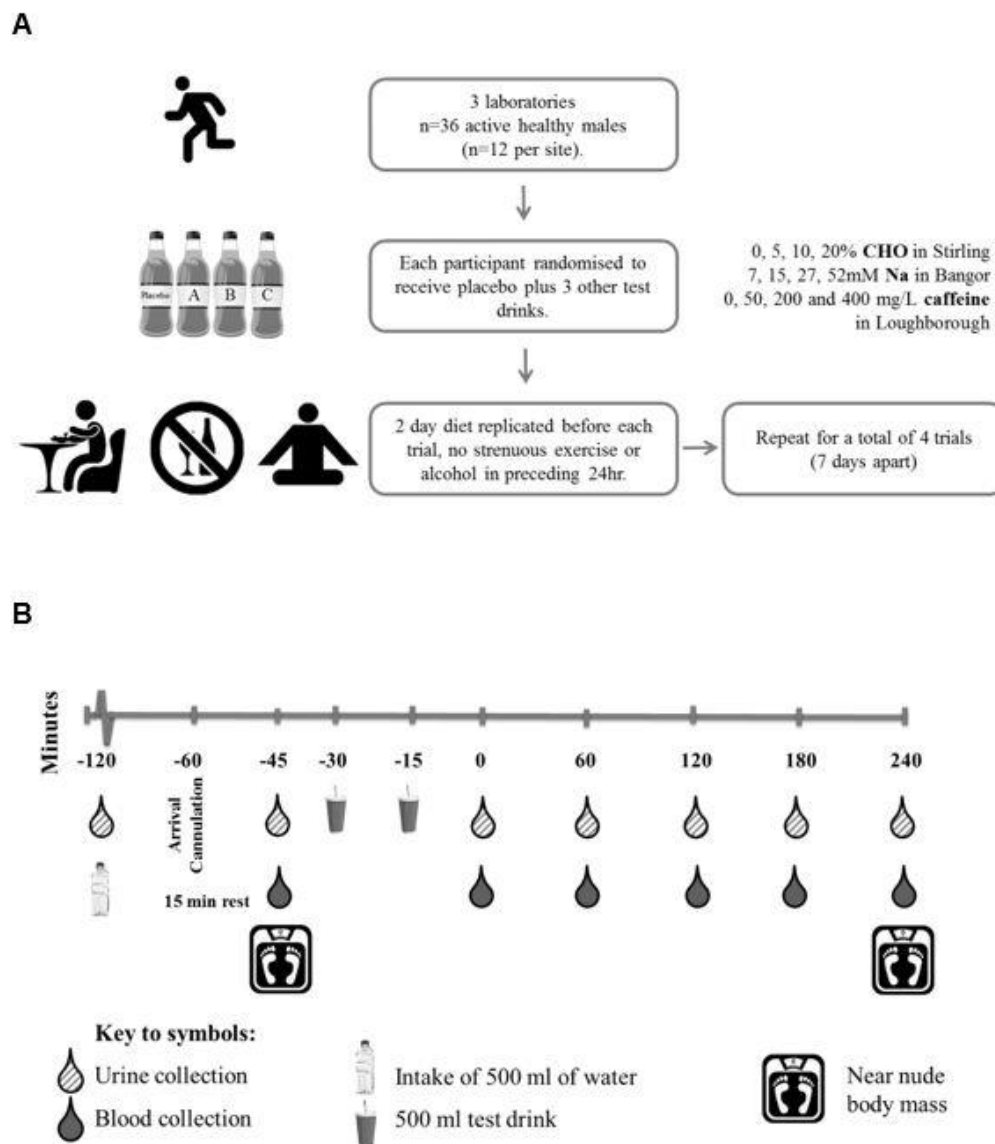 A
3 laboratories
n=36 active healthy males
(n=12 per site).
Placebo A B C
Each participant randomised to
receive placebo plus 3 other test
drinks.
0, 5, 10, 20% CHO in Stirling
7, 15, 27, 52mM Na in Bangor
0, 50, 200 and 400 mg/L caffeine
in Loughborough
2 day diet replicated before each
trial, no strenuous exercise or
alcohol in preceding 24hr.
Repeat for a total of 4 trials
(7 days apart)
B
Minutes
-120 -60 -45 -30 -15 0 60 120 180 240
Arrival
Cannulation
15 min rest
Key to symbols:
Urine collection
Blood collection
Intake of 500 ml of water
500 ml test drink
Near nude
body mass